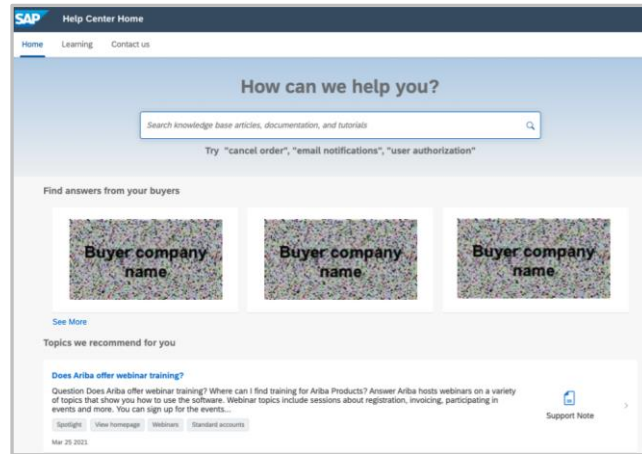 SAP Help Center Home
Home Learning Contact us
How can we help you?
Search knowledge base articles, documentation, and tutorials
Try "cancel order", "email notifications", "user authorization"
Find answers from your buyers
Buyer company name
Buyer company name
Buyer company name
See More
Topics we recommend for you
Does Ariba offer webinar training?
Question Does Ariba offer webinar training? Where can I find training for Ariba Products? Answer Ariba hosts webinars on a variety
of topics that show you how to use the software. Webinar topics include sessions about registration, invoicing, participating in
events and more. You can sign up for the events...
Support Note
Spotlight View homepage Webinars Standard accounts
Mar 25 2021